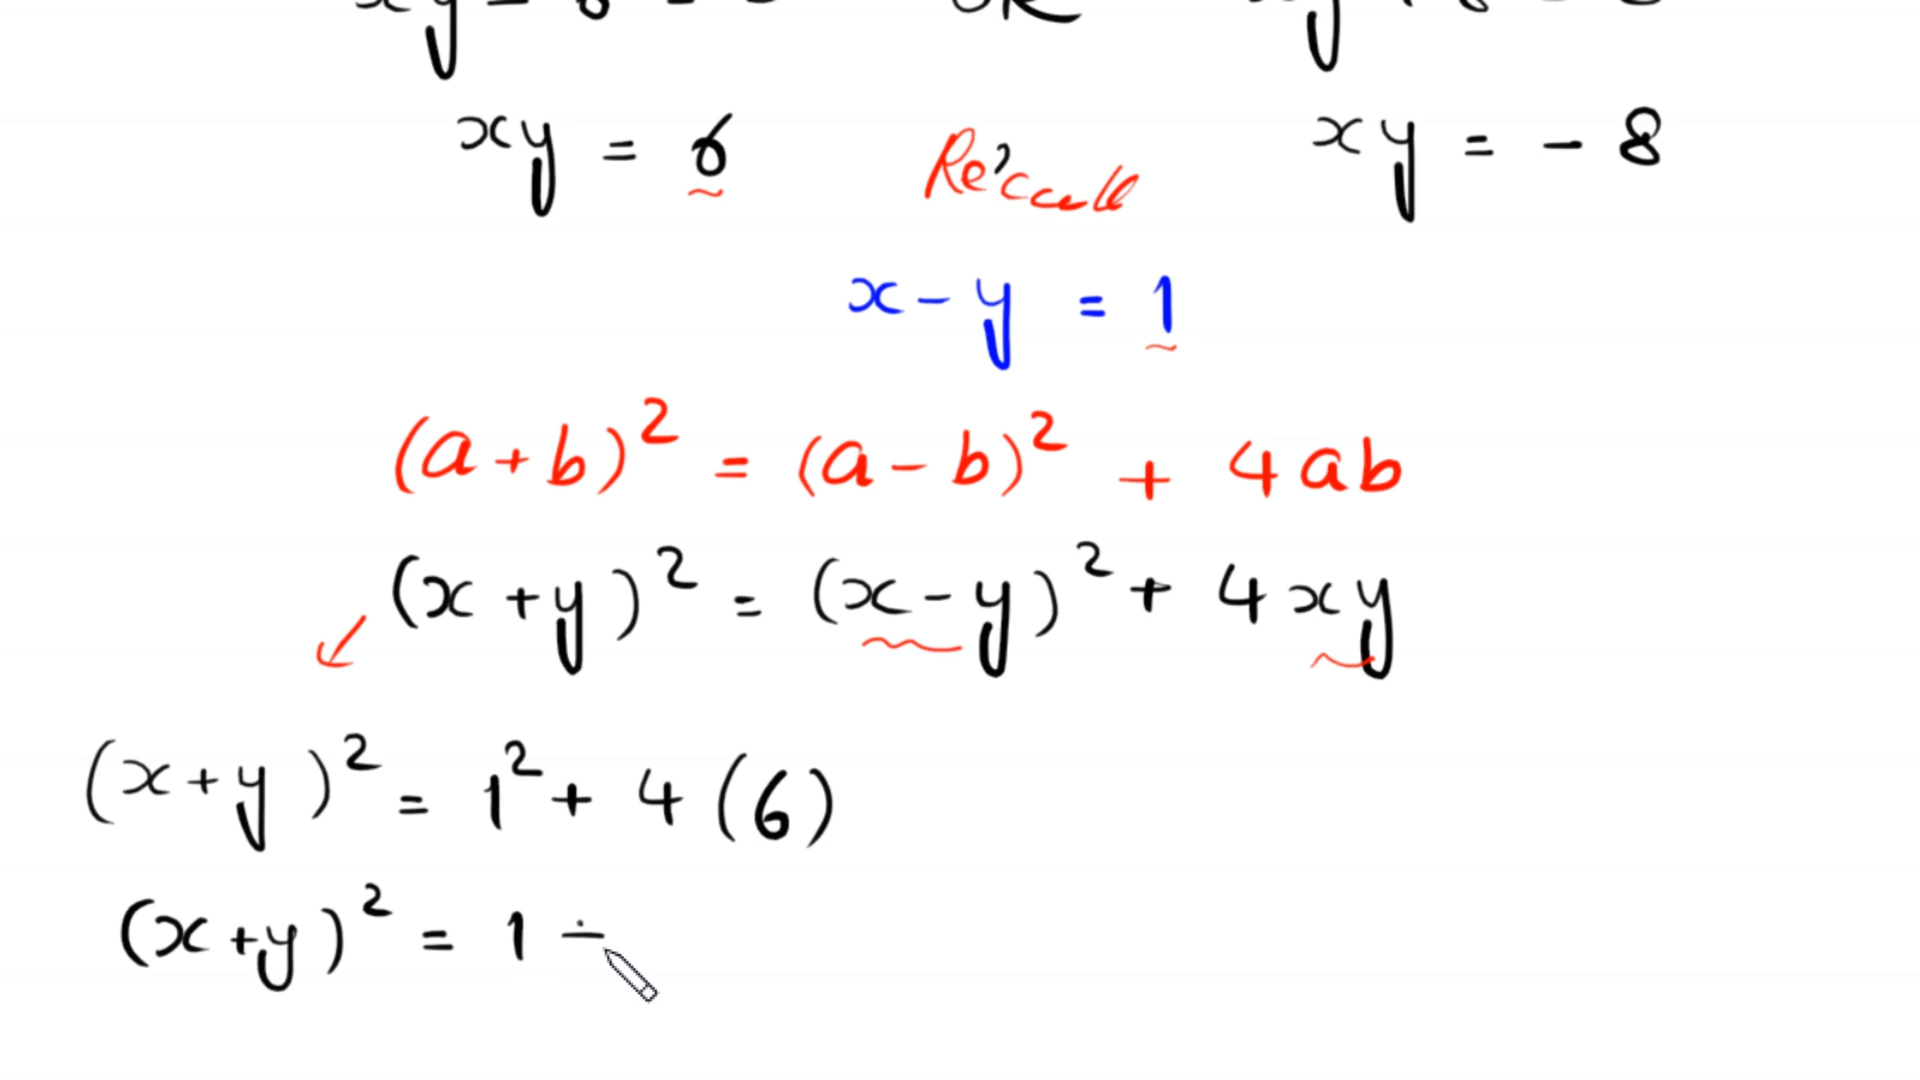 xy = 6 Recall xy = - 8
x - y = 1
(a + b)² = (a - b)² + 4ab
(x + y)² = (x - y)² + 4xy
(x + y)² = 1² + 4(6)
(x + y)² = 1